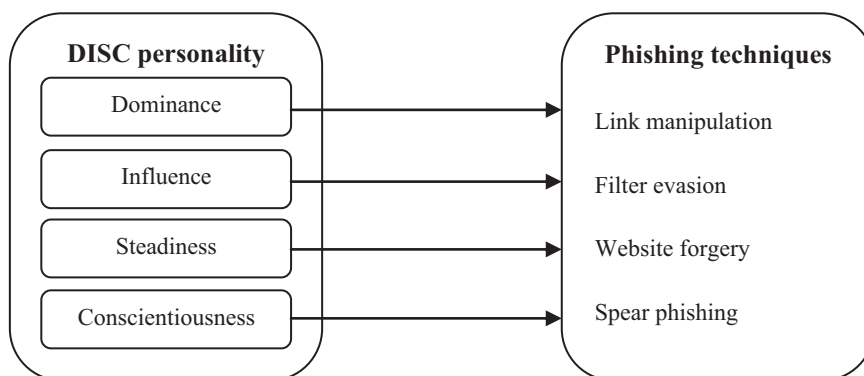 DISC personality
Dominance
Influence
Steadiness
Conscientiousness
Phishing techniques
Link manipulation
Filter evasion
Website forgery
Spear phishing